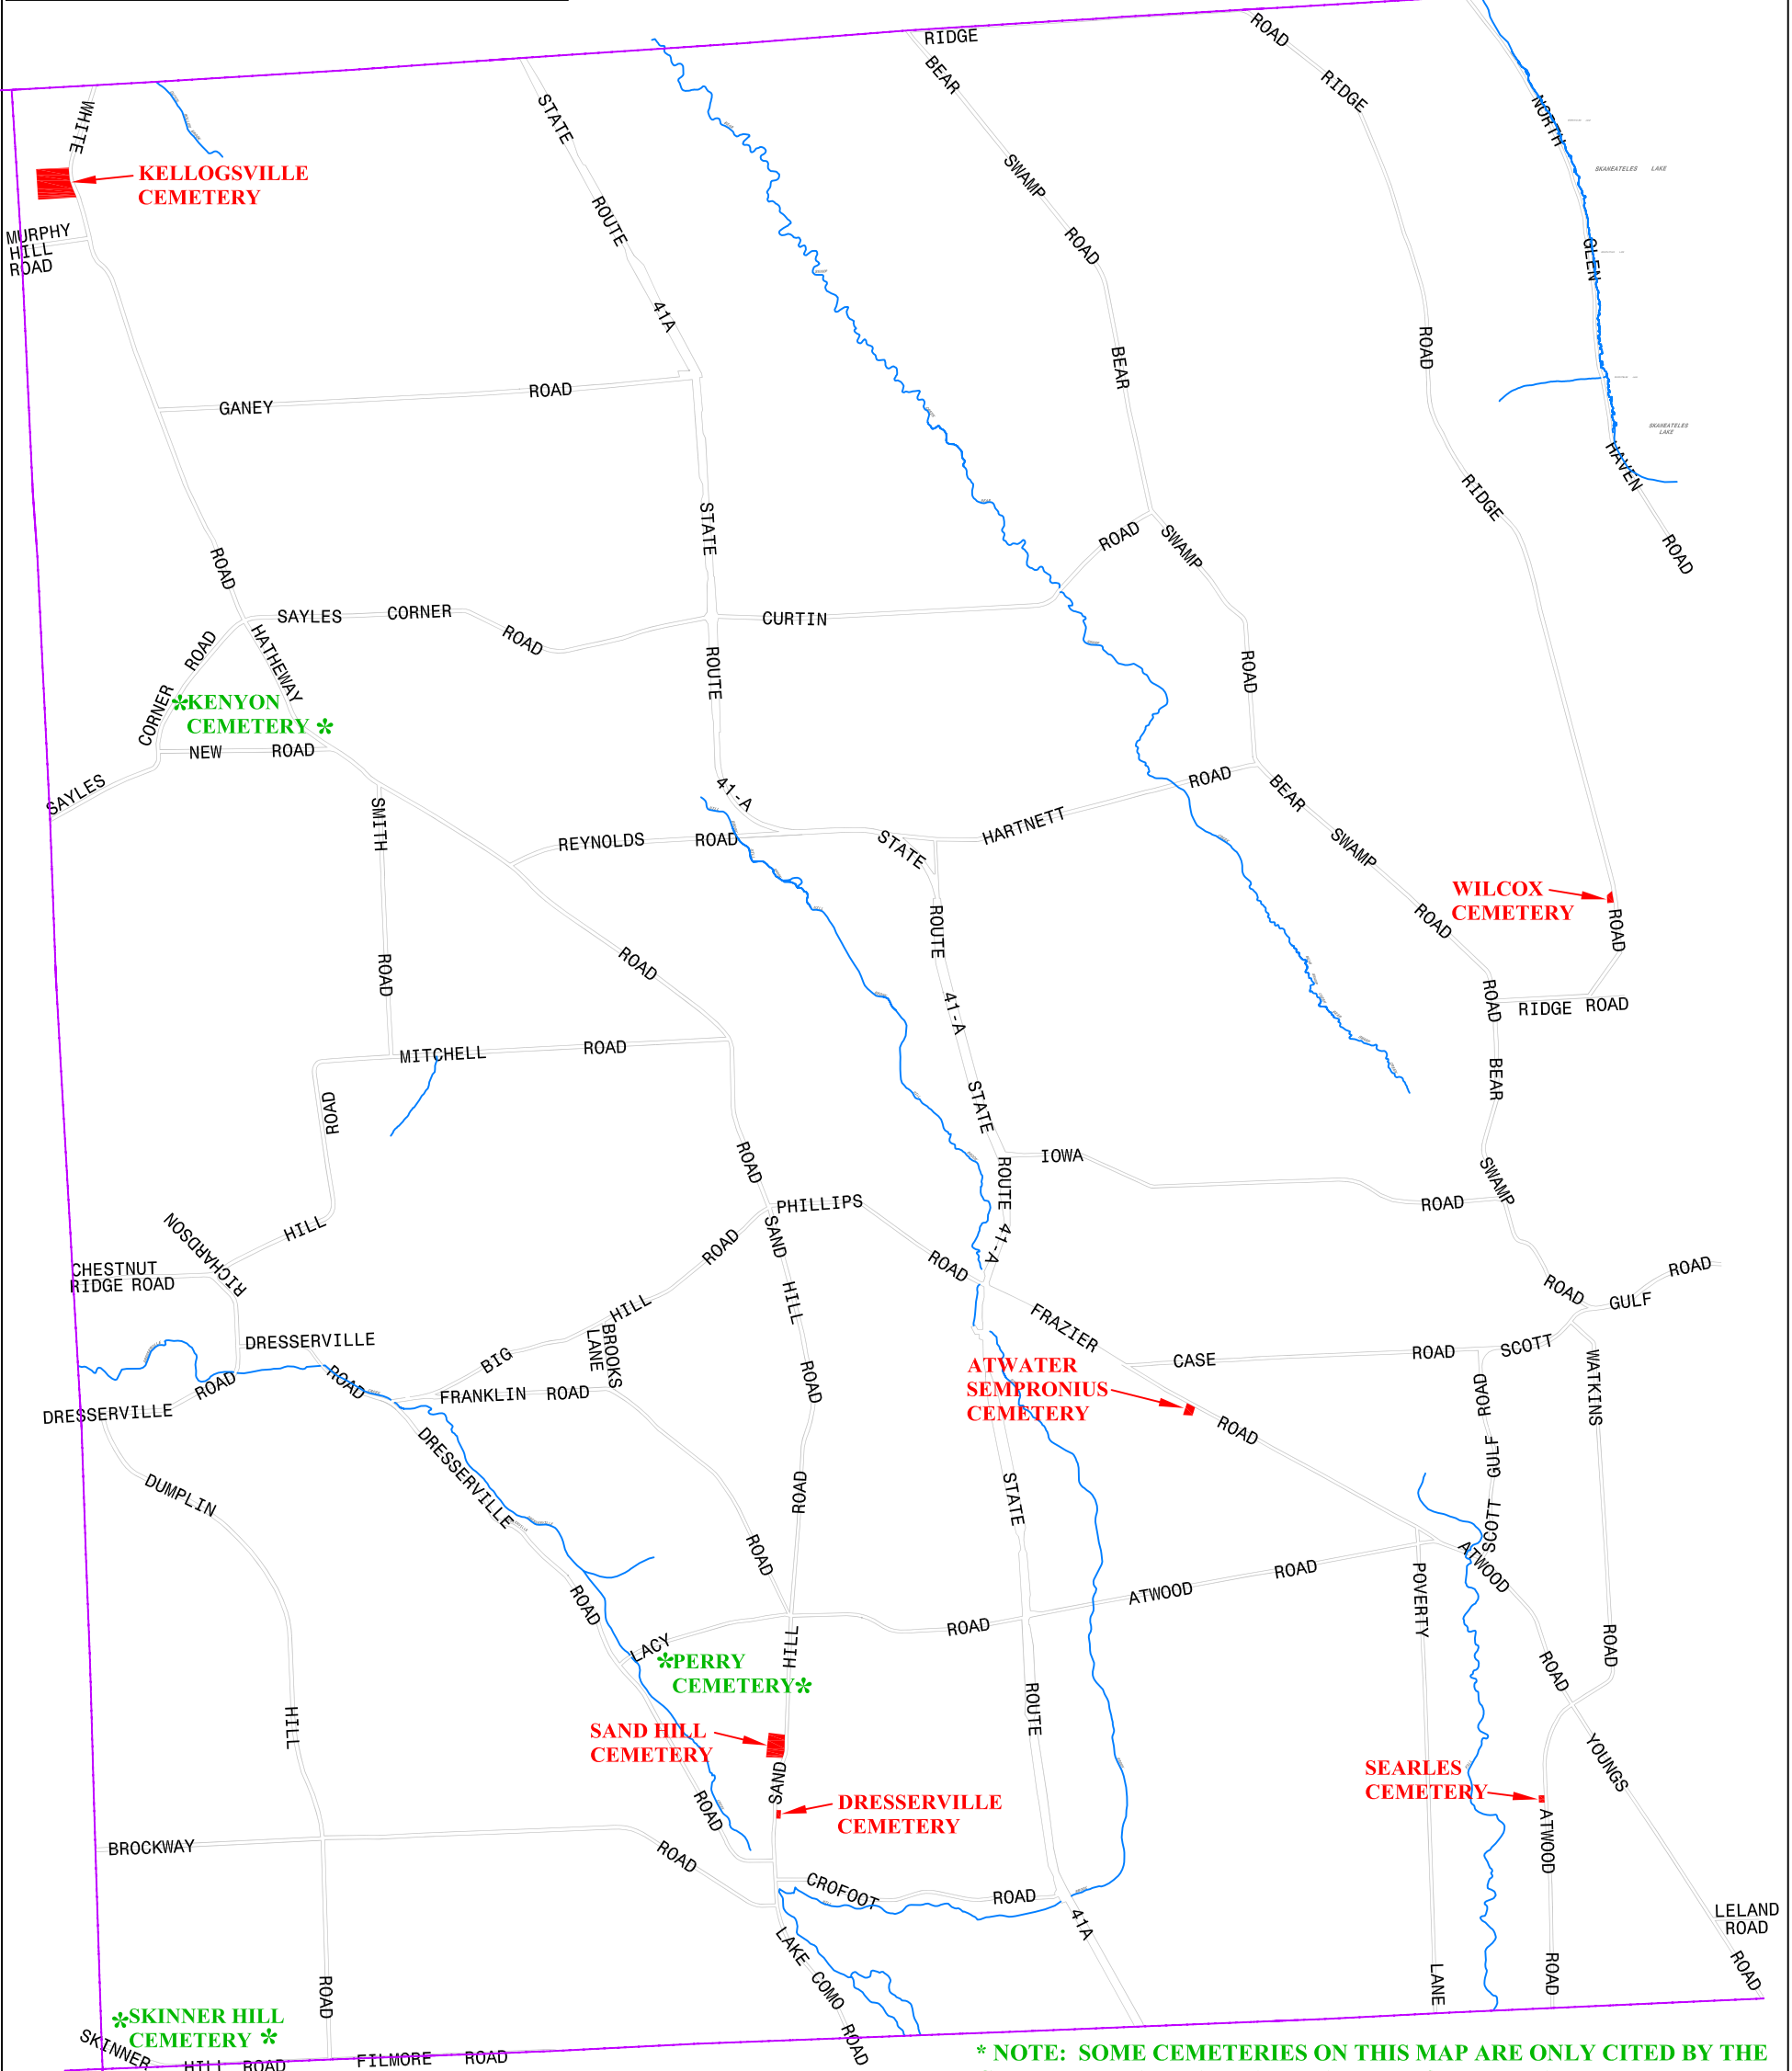 RIDGE
BEAR
SWAMP
ROAD
ROAD
RIDGE
NORTH
SKANEATELES LAKE
WHITE
STATE
KELLOGSVILLE
CEMETERY
ROUTE
MURPHY
HILL
ROAD
GLEN
41A
BEAR
ROAD
GANEY ROAD
SKANEATELES
LAKE
HAVEN
ROAD
STATE
RIDGE
ROAD
SWAMP
ROAD
SAYLES CORNER
ROAD
CURTIN
CORNER ROAD
HATHEWAY
ROUTE
ROAD
*KENYON
CEMETERY *
NEW ROAD
SAYLES
SMITH
41-A
HARTNETT ROAD
BEAR
SWAMP
REYNOLDS ROAD
STATE
WILCOX
CEMETERY
ROAD
ROAD
ROUTE
ROAD
ROAD
41-A
ROAD
RIDGE ROAD
MITCHELL ROAD
BEAR
ROAD
STATE
ROAD
IOWA
ROUTE
SWAMP
PHILLIPS
ROAD
HILL
RICHARDSON
SAND
ROAD
41-A
CHESTNUT
RIDGE ROAD
ROAD
HILL
ROAD
GULF
ROAD
HILL
FRAZIER
DRESSERVILLE
BROOKS
LANE
BIG
CASE ROAD
SCOTT
ROAD
ATWATER
SEMPRONIUS
CEMETERY
WATKINS
ROAD
FRANKLIN ROAD
ROAD
DRESSERVILLE
ROAD
GULF ROAD
ROAD
DRESSERVILLE
DUMPLIN
STATE
ROAD
SCOTT
ROAD
ATWOOD
ATWOOD ROAD
POVERTY
ROAD
LACY
ROAD
HILL
ROAD
ROAD
*PERRY
CEMETERY*
HILL
ROUTE
SAND HILL
CEMETERY
SAND
YOUNGS
SEARLES
CEMETERY
DRESSERVILLE
CEMETERY
ROAD
ATWOOD
BROCKWAY
ROAD
CROFOOT
ROAD
41A
LELAND
ROAD
LAKE
COMO
ROAD
ROAD
LANE
ROAD
ROAD
*SKINNER HILL
CEMETERY *
SKINNER
HILL ROAD
FILMORE ROAD
* NOTE: SOME CEMETERIES ON THIS MAP ARE ONLY CITED BY THE